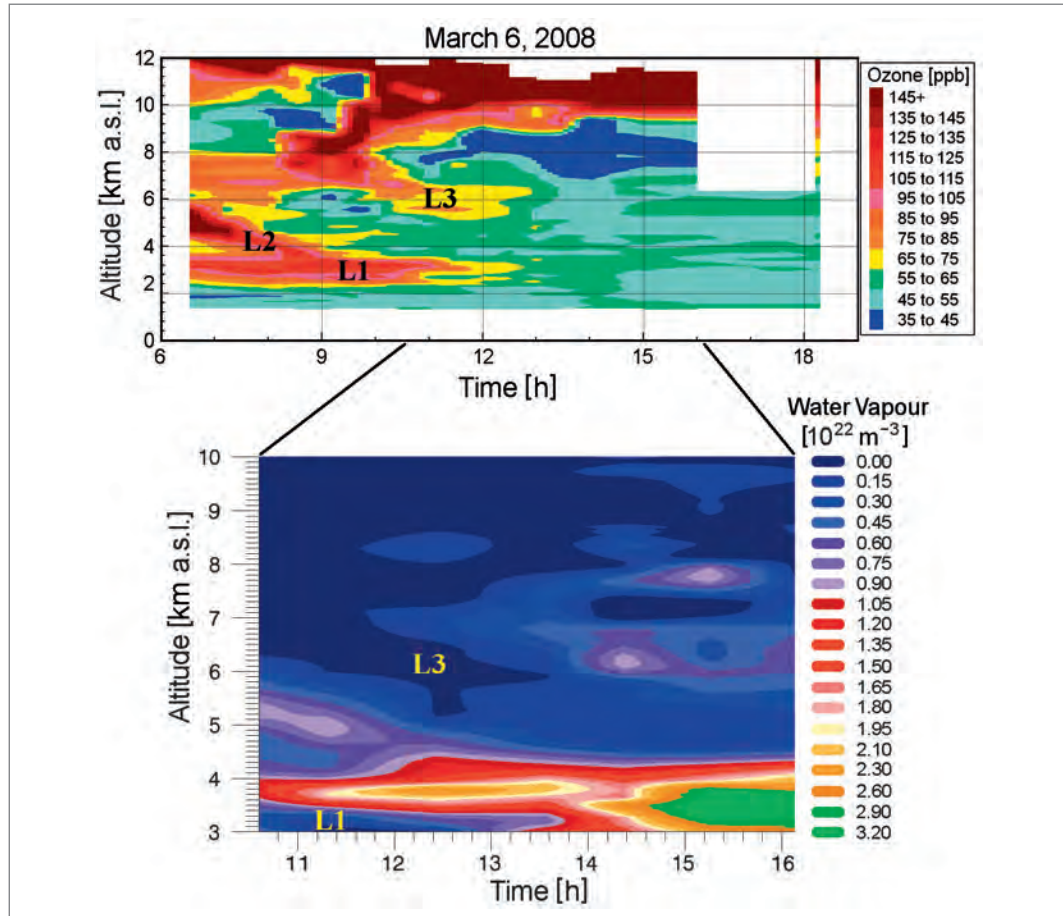 March 6, 2008
Altitude [km a.s.l.]
12
10
8
6
4
2
0
6
9
12
15
18
Time [h]
L3
L2
L1
Ozone [ppb]
145+
135 to 145
125 to 135
115 to 125
105 to 115
95 to 105
85 to 95
75 to 85
65 to 75
55 to 65
45 to 55
35 to 45
Water Vapour
[10²² m⁻³]
0.00
0.15
0.30
0.45
0.60
0.75
0.90
1.05
1.20
1.35
1.50
1.65
1.80
1.95
2.10
2.30
2.60
2.90
3.20
Altitude [km a.s.l.]
10
9
8
7
6
5
4
3
L3
L1
11
12
13
14
15
16
Time [h]